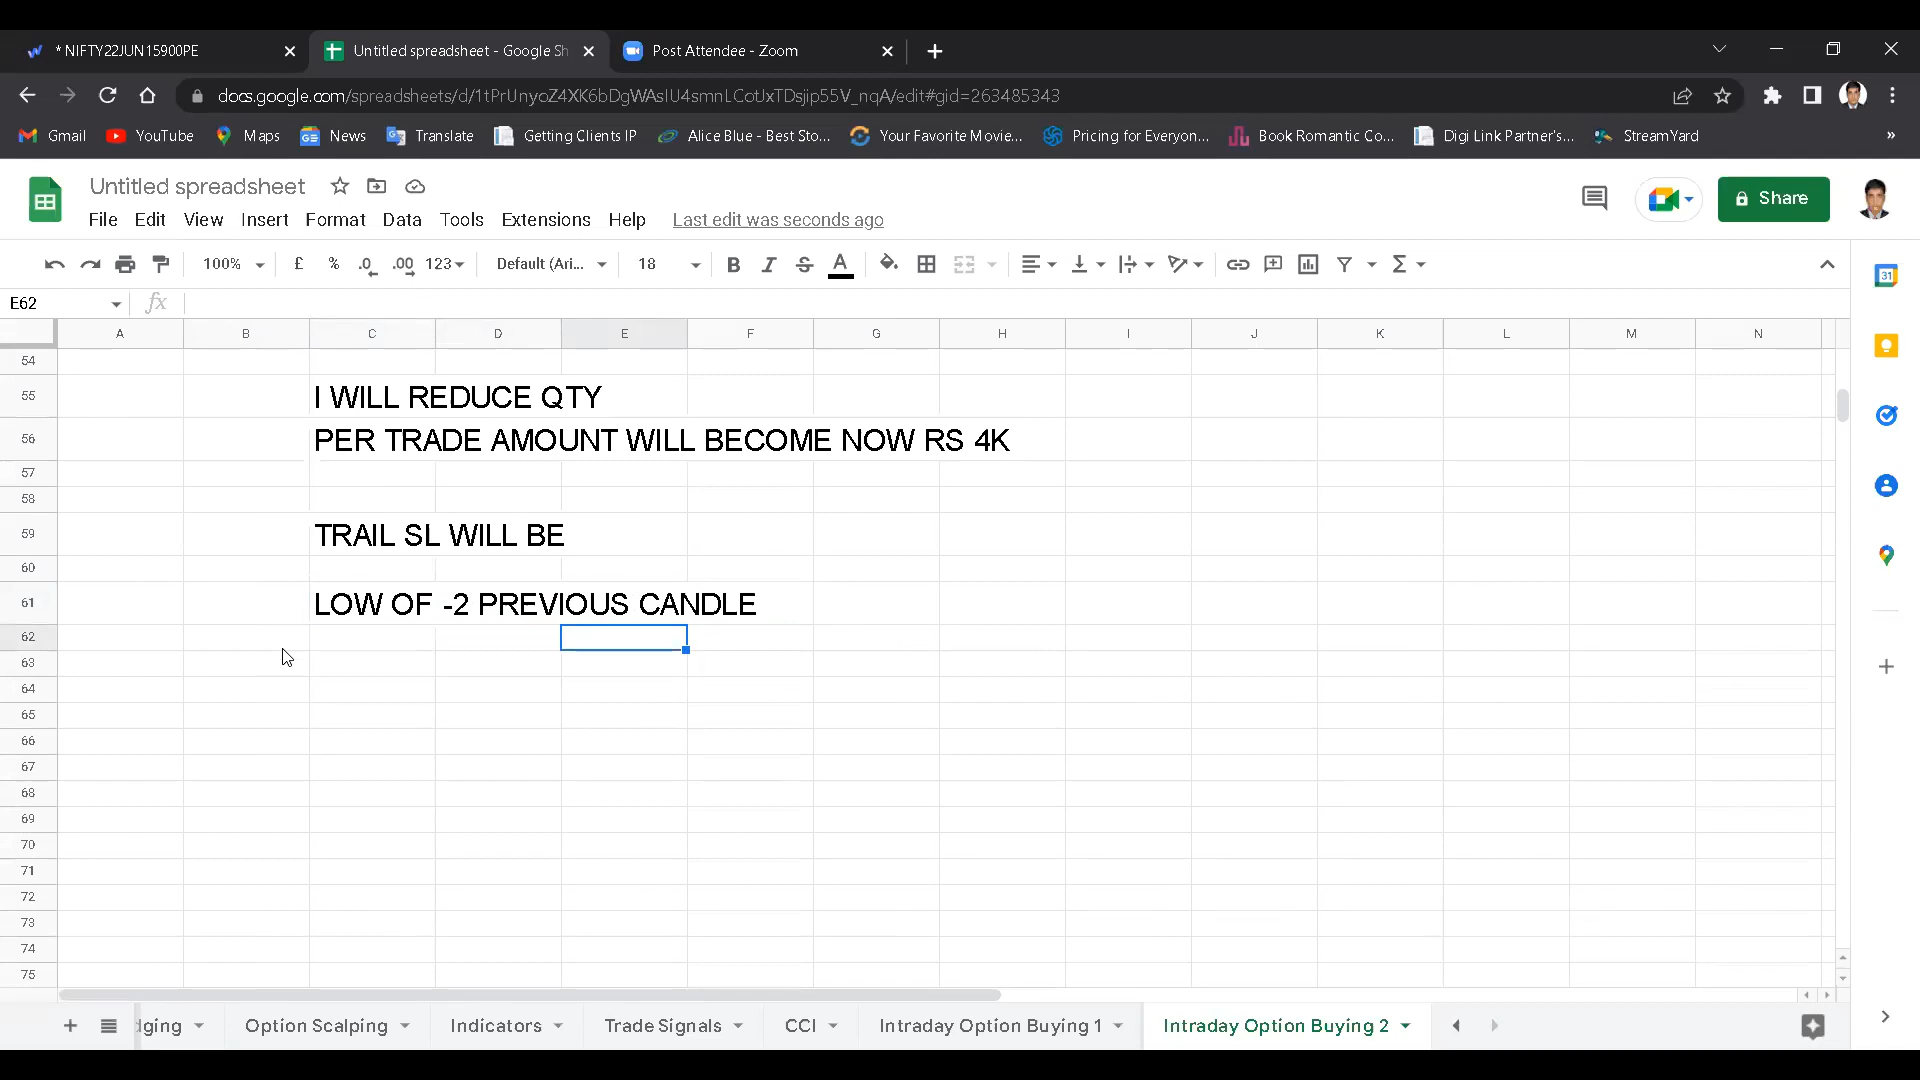 * NIFTY22JUN15900PE
Untitled spreadsheet - Google Sh
Post Attendee - Zoom
docs.google.com/spreadsheets/d/1tPrUnyoZ4XK6bDgWAsIU4smnLCotUxTDsjip55V_nqA/edit#gid=263485343
Gmail YouTube Maps News Translate Getting Clients IP Alice Blue - Best Sto... Your Favorite Movie... Pricing for Everyon... Book Romantic Co... Digi Link Partner's... StreamYard »
Untitled spreadsheet
File Edit View Insert Format Data Tools Extensions Help Last edit was seconds ago
Share
100% £ % .0 .00 123 Default (Ari... 18 B I S A Σ
31
E62 fx
A B C D E F G H I J K L M N
54
55 I WILL REDUCE QTY
56 PER TRADE AMOUNT WILL BECOME NOW RS 4K
57
58
59 TRAIL SL WILL BE
60
61 LOW OF -2 PREVIOUS CANDLE
62
63
64
65
66
67
68
69
70
71
72
73
74
75
dging Option Scalping Indicators Trade Signals CCI Intraday Option Buying 1 Intraday Option Buying 2